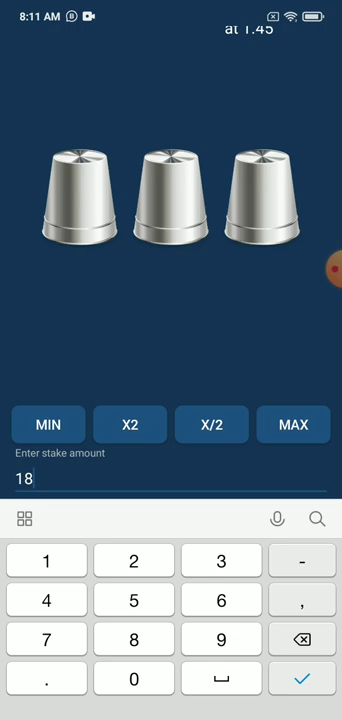 8:11 AM
at 1.45
MIN X2 X/2 MAX
Enter stake amount
18
1 2 3 -
4 5 6 ,
7 8 9
. 0